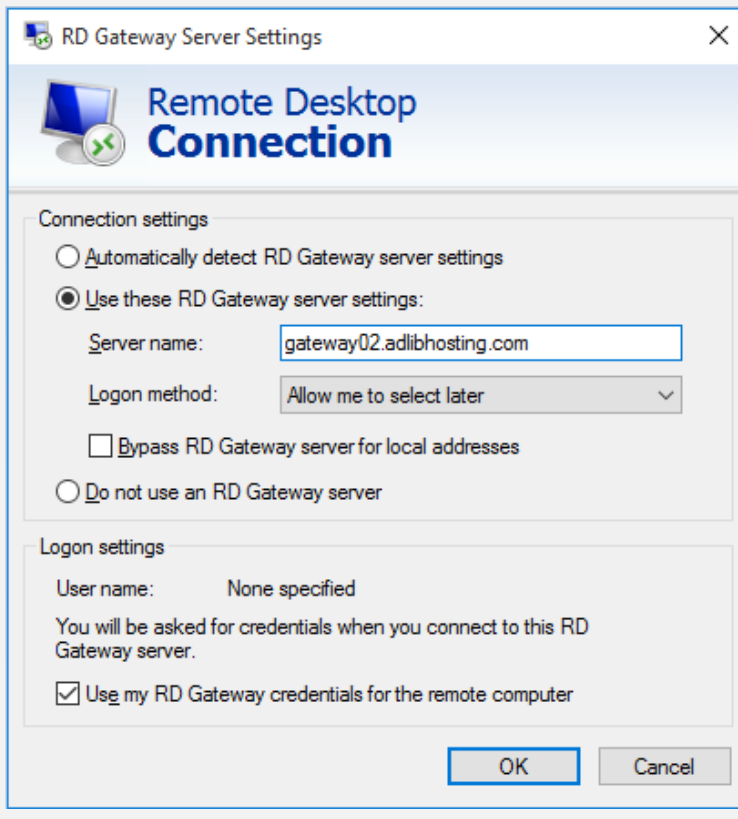 RD Gateway Server Settings
Remote Desktop
Connection
Connection settings
Automatically detect RD Gateway server settings
Use these RD Gateway server settings:
Server name: gateway02.adlibhosting.com
Logon method: Allow me to select later
Bypass RD Gateway server for local addresses
Do not use an RD Gateway server
Logon settings
User name: None specified
You will be asked for credentials when you connect to this RD
Gateway server.
Use my RD Gateway credentials for the remote computer
OK Cancel